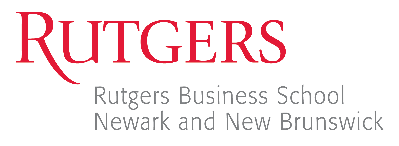 RUTGERS
Rutgers Business School
Newark and New Brunswick